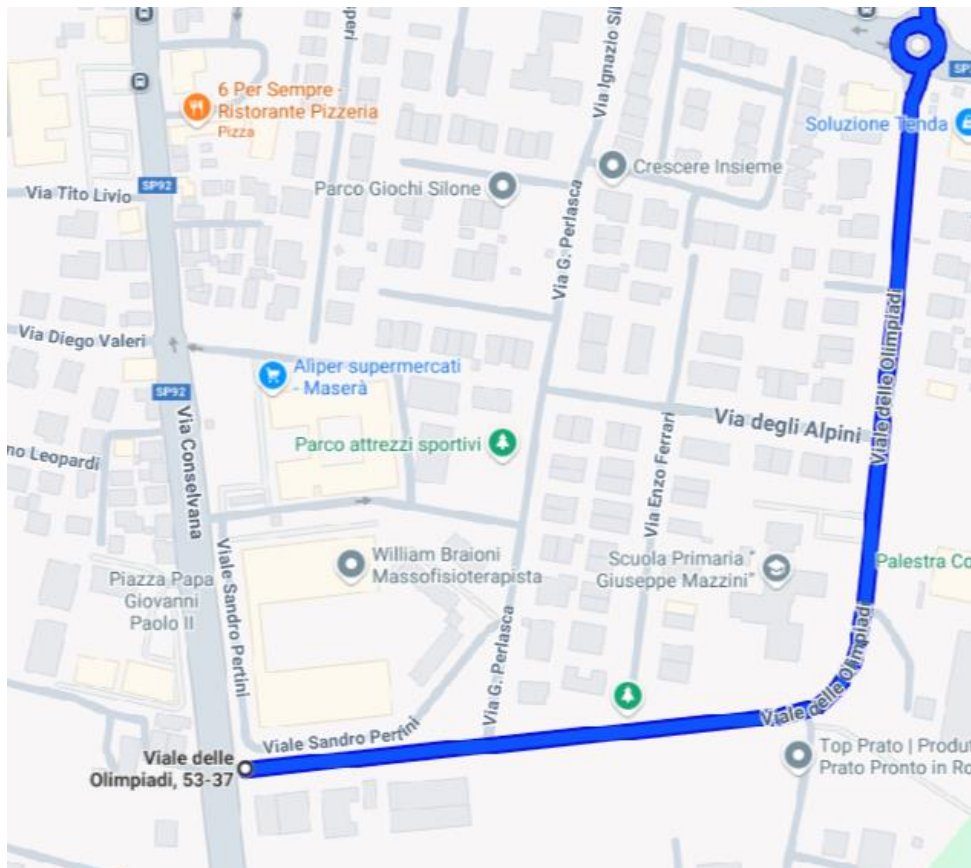 speri
Via Ignazio Sil
6 Per Sempre -
Ristorante Pizzeria
Pizza
SP
Soluzione Tenda
Crescere Insieme
Parco Giochi Silone
SP92
Via Tito Livio
Via G. Perlasca
Viale delle Olimpiadi
Via Diego Valeri
Aliper supermercati
- Maserà
SP92
Via Conselvana
Via degli Alpini
Parco attrezzi sportivi
no Leopardi
Via Enzo Ferrari
William Braioni
Massofisioterapista
Scuola Primaria "
Giuseppe Mazzini"
Palestra Co
Piazza Papa
Giovanni
Paolo II
Viale Sandro Pertini
Via G. Perlasca
Viale delle Olimpiadi
Viale Sandro Pertini
Viale delle
Olimpiadi, 53-37
Top Prato | Produt
Prato Pronto in Ro